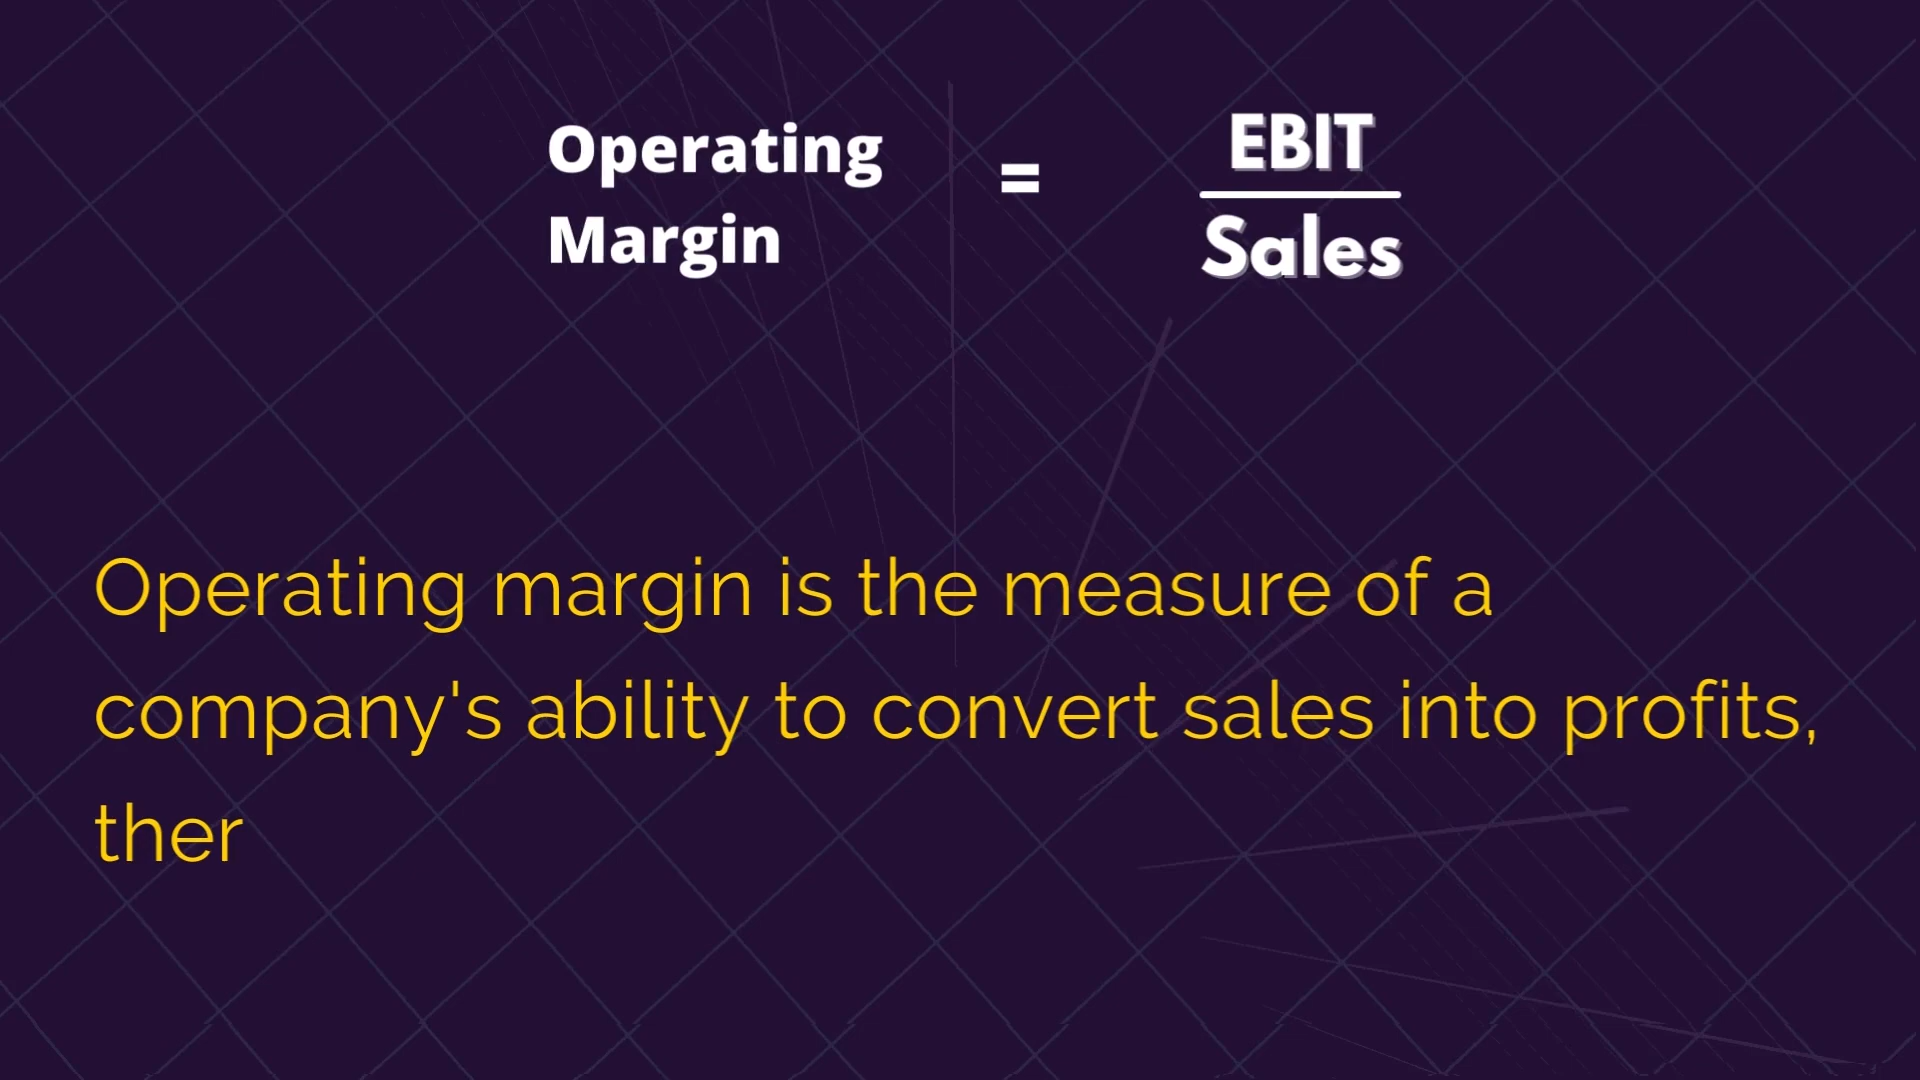 Operating
Margin
=
EBIT
Sales
Operating margin is the measure of a
company's ability to convert sales into profits,
ther